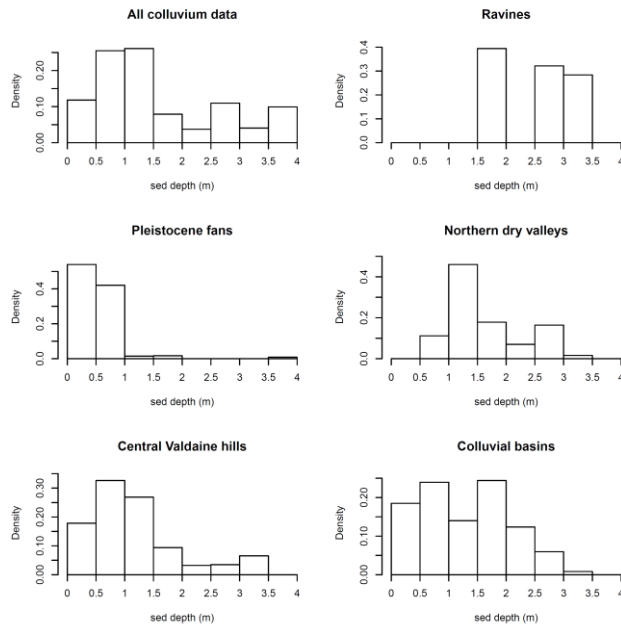 All colluvium data
Density
0.00 0.10 0.20
0 0.5 1 1.5 2 2.5 3 3.5 4
sed depth (m)
Ravines
Density
0.0 0.1 0.2 0.3 0.4
0 0.5 1 1.5 2 2.5 3 3.5 4
sed depth (m)
Pleistocene fans
Density
0.0 0.2 0.4
0 0.5 1 1.5 2 2.5 3 3.5 4
sed depth (m)
Northern dry valleys
Density
0.0 0.2 0.4
0 0.5 1 1.5 2 2.5 3 3.5 4
sed depth (m)
Central Valdaine hills
Density
0.00 0.10 0.20 0.30
0 0.5 1 1.5 2 2.5 3 3.5 4
sed depth (m)
Colluvial basins
Density
0.00 0.10 0.20
0 0.5 1 1.5 2 2.5 3 3.5 4
sed depth (m)